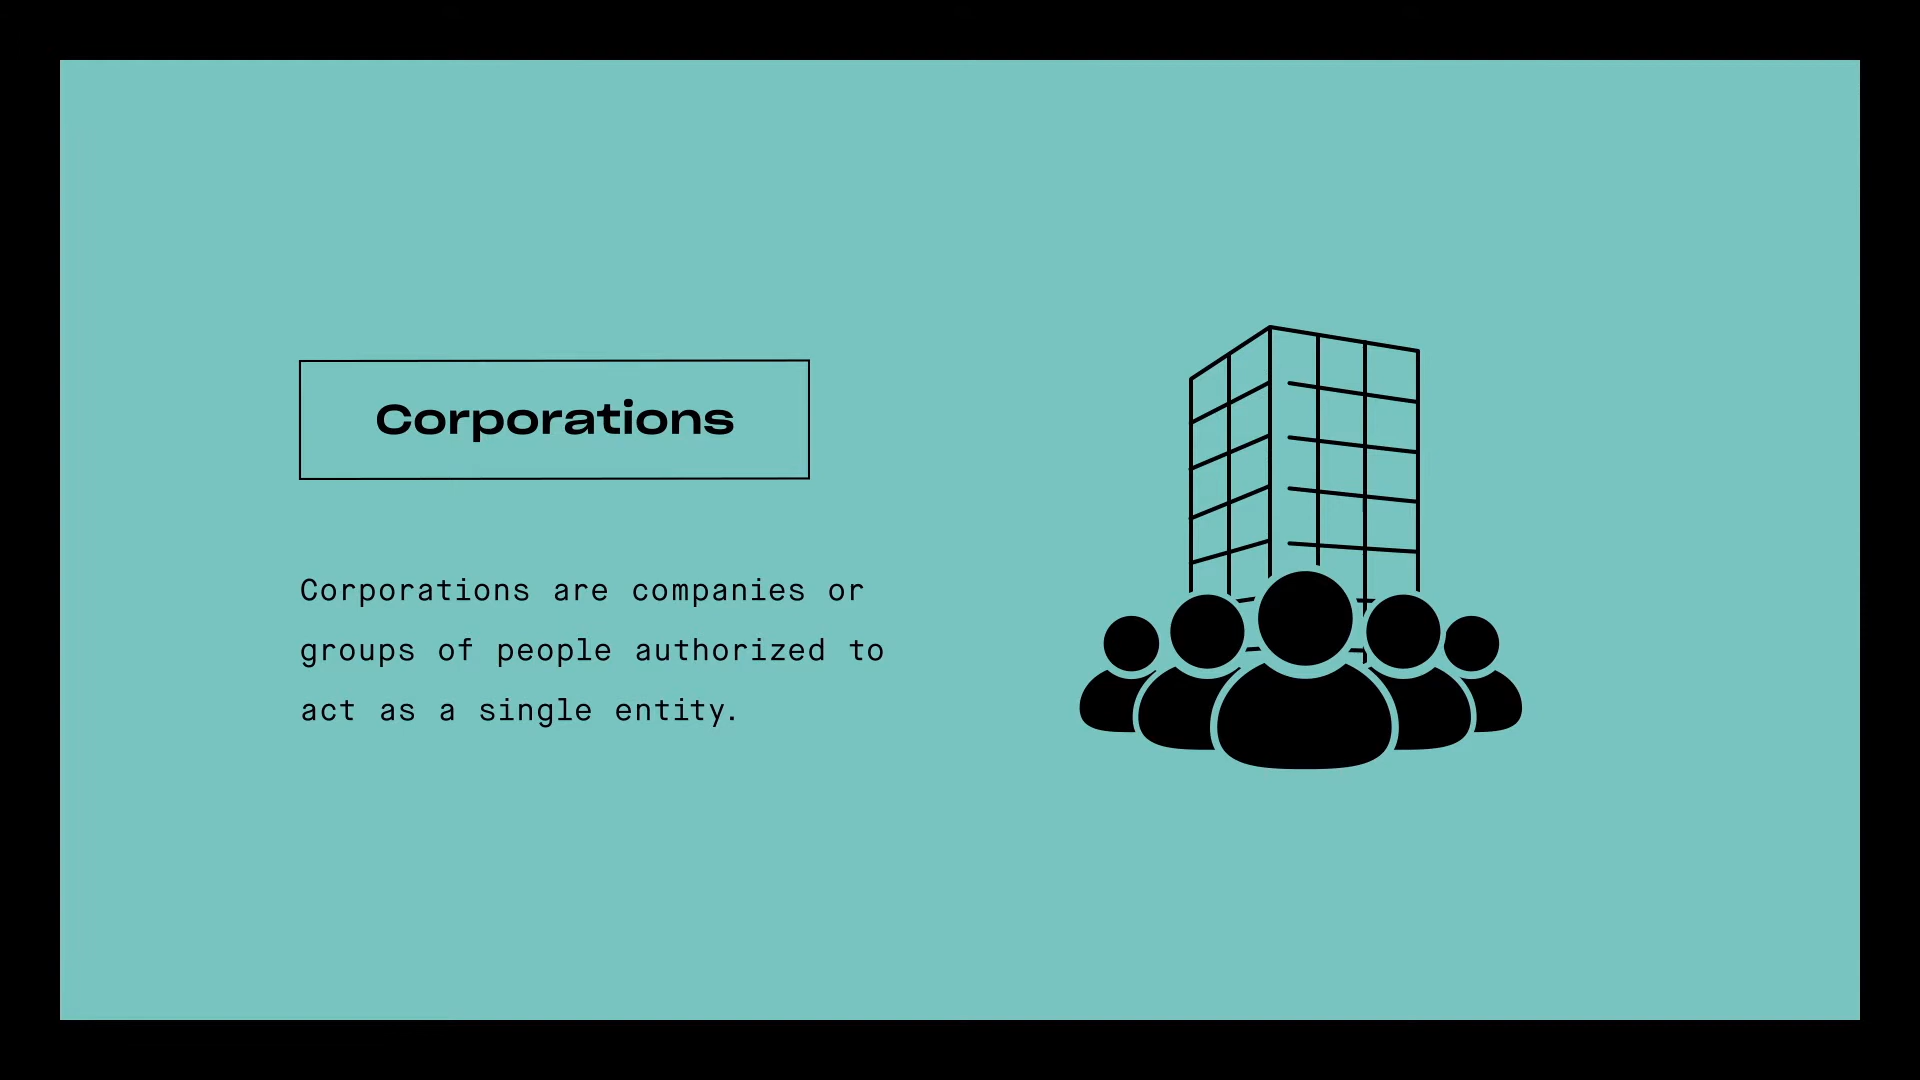 Corporations
Corporations are companies or
groups of people authorized to
act as a single entity.